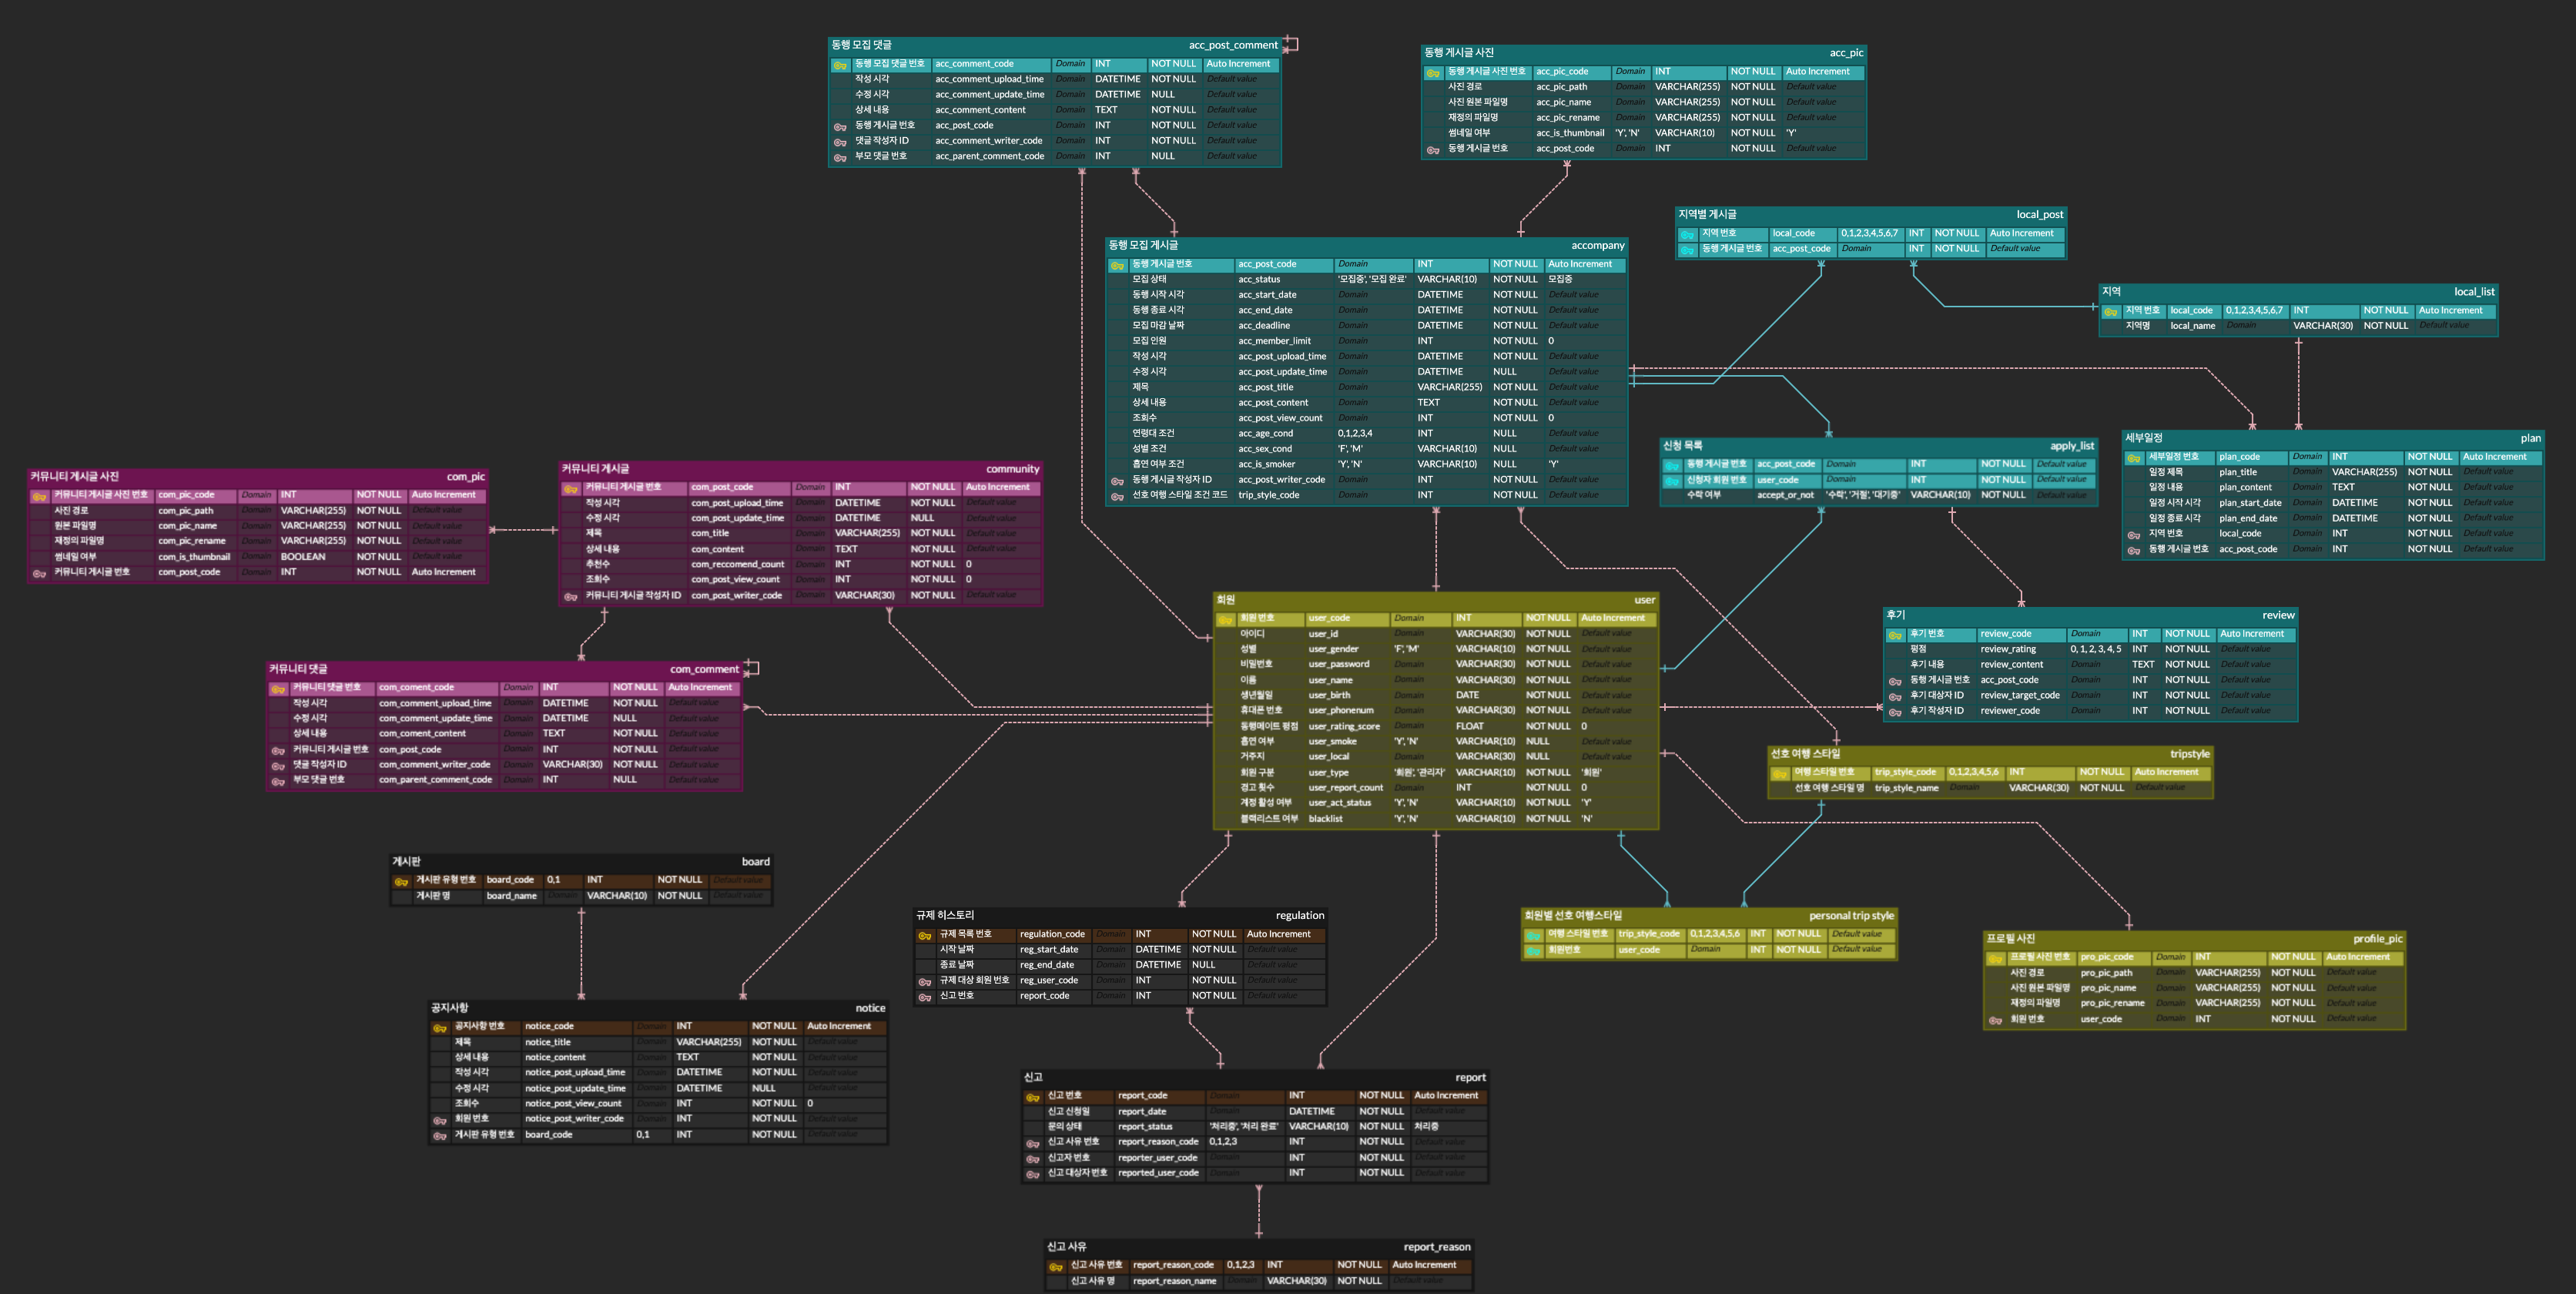 동행 모집 댓글 acc_post_comment
동행 모집 댓글 번호 acc_comment_code Domain INT NOT NULL Auto Increment
작성 시각 acc_comment_upload_time Domain DATETIME NOT NULL Default value
수정 시각 acc_comment_update_time Domain DATETIME NULL Default value
상세 내용 acc_comment_content Domain TEXT NOT NULL Default value
동행 게시글 번호 acc_post_code Domain INT NOT NULL Default value
댓글 작성자 ID acc_comment_writer_code Domain INT NOT NULL Default value
부모 댓글 번호 acc_parent_comment_code Domain INT NULL Default value
동행 게시글 사진 acc_pic
동행 게시글 사진 번호 acc_pic_code Domain INT NOT NULL Auto Increment
사진 경로 acc_pic_path Domain VARCHAR(255) NOT NULL Default value
사진 원본 파일명 acc_pic_name Domain VARCHAR(255) NOT NULL Default value
재정의 파일명 acc_pic_rename Domain VARCHAR(255) NOT NULL Default value
썸네일 여부 acc_is_thumbnail 'Y', 'N' VARCHAR(10) NOT NULL 'Y'
동행 게시글 번호 acc_post_code Domain INT NOT NULL Default value
지역별 게시글 local_post
지역 번호 local_code 0,1,2,3,4,5,6,7 INT NOT NULL Auto Increment
동행 게시글 번호 acc_post_code Domain INT NOT NULL Default value
동행 모집 게시글 accompany
동행 게시글 번호 acc_post_code Domain INT NOT NULL Auto Increment
모집 상태 acc_status '모집중', '모집 완료' VARCHAR(10) NOT NULL 모집중
동행 시작 시각 acc_start_date Domain DATETIME NOT NULL Default value
동행 종료 시각 acc_end_date Domain DATETIME NOT NULL Default value
모집 마감 날짜 acc_deadline Domain DATETIME NOT NULL Default value
모집 인원 acc_member_limit Domain INT NOT NULL 0
작성 시각 acc_post_upload_time Domain DATETIME NOT NULL Default value
수정 시각 acc_post_update_time Domain DATETIME NULL Default value
제목 acc_post_title Domain VARCHAR(255) NOT NULL Default value
상세 내용 acc_post_content Domain TEXT NOT NULL Default value
조회수 acc_post_view_count Domain INT NOT NULL 0
연령대 조건 acc_age_cond 0,1,2,3,4 INT NULL Default value
성별 조건 acc_sex_cond 'F', 'M' VARCHAR(10) NULL Default value
흡연 여부 조건 acc_is_smoker 'Y', 'N' VARCHAR(10) NULL 'Y'
동행 게시글 작성자 ID acc_post_writer_code Domain INT NOT NULL Default value
선호 여행 스타일 조건 코드 trip_style_code Domain INT NOT NULL Default value
지역 local_list
지역 번호 local_code 0,1,2,3,4,5,6,7 INT NOT NULL Auto Increment
지역명 local_name Domain VARCHAR(30) NOT NULL Default value
신청 목록 apply_list
동행 게시글 번호 acc_post_code Domain INT NOT NULL Default value
신청자 회원 번호 user_code Domain INT NOT NULL Default value
수락 여부 accept_or_not '수락', '거절', '대기중' VARCHAR(10) NOT NULL Default value
세부일정 plan
세부일정 번호 plan_code Domain INT NOT NULL Auto Increment
일정 제목 plan_title Domain VARCHAR(255) NOT NULL Default value
일정 내용 plan_content Domain TEXT NOT NULL Default value
일정 시작 시각 plan_start_date Domain DATETIME NOT NULL Default value
일정 종료 시각 plan_end_date Domain DATETIME NOT NULL Default value
지역 번호 local_code Domain INT NOT NULL Default value
동행 게시글 번호 acc_post_code Domain INT NOT NULL Default value
커뮤니티 게시글 사진 com_pic
커뮤니티 게시글 사진 번호 com_pic_code Domain INT NOT NULL Auto Increment
사진 경로 com_pic_path Domain VARCHAR(255) NOT NULL Default value
원본 파일명 com_pic_name Domain VARCHAR(255) NOT NULL Default value
재정의 파일명 com_pic_rename Domain VARCHAR(255) NOT NULL Default value
썸네일 여부 com_is_thumbnail Domain BOOLEAN NOT NULL Default value
커뮤니티 게시글 번호 com_post_code Domain INT NOT NULL Auto Increment
커뮤니티 게시글 community
커뮤니티 게시글 번호 com_post_code Domain INT NOT NULL Auto Increment
작성 시각 com_post_upload_time Domain DATETIME NOT NULL Default value
수정 시각 com_post_update_time Domain DATETIME NULL Default value
제목 com_title Domain VARCHAR(255) NOT NULL Default value
상세 내용 com_content Domain TEXT NOT NULL Default value
추천수 com_reccomend_count Domain INT NOT NULL 0
조회수 com_post_view_count Domain INT NOT NULL 0
커뮤니티 게시글 작성자 ID com_post_writer_code Domain VARCHAR(30) NOT NULL Default value
회원 user
회원 번호 user_code Domain INT NOT NULL Auto Increment
아이디 user_id Domain VARCHAR(30) NOT NULL Default value
성별 user_gender 'F', 'M' VARCHAR(10) NOT NULL Default value
비밀번호 user_password Domain VARCHAR(30) NOT NULL Default value
이름 user_name Domain VARCHAR(30) NOT NULL Default value
생년월일 user_birth Domain DATE NOT NULL Default value
휴대폰 번호 user_phonenum Domain VARCHAR(30) NOT NULL Default value
동행메이트 평점 user_rating_score Domain FLOAT NOT NULL 0
흡연 여부 user_smoke 'Y', 'N' VARCHAR(10) NULL Default value
거주지 user_local Domain VARCHAR(30) NULL Default value
회원 구분 user_type '회원', '관리자' VARCHAR(10) NOT NULL '회원'
경고 횟수 user_report_count Domain INT NOT NULL 0
계정 활성 여부 user_act_status 'Y', 'N' VARCHAR(10) NOT NULL 'Y'
블랙리스트 여부 blacklist 'Y', 'N' VARCHAR(10) NOT NULL 'N'
후기 review
후기 번호 review_code Domain INT NOT NULL Auto Increment
평점 review_rating 0, 1, 2, 3, 4, 5 INT NOT NULL Default value
후기 내용 review_content Domain TEXT NOT NULL Default value
동행 게시글 번호 acc_post_code Domain INT NOT NULL Default value
후기 대상자 ID review_target_code Domain INT NOT NULL Default value
후기 작성자 ID reviewer_code Domain INT NOT NULL Default value
커뮤니티 댓글 com_comment
커뮤니티 댓글 번호 com_coment_code Domain INT NOT NULL Auto Increment
작성 시각 com_comment_upload_time Domain DATETIME NOT NULL Default value
수정 시각 com_comment_update_time Domain DATETIME NULL Default value
상세 내용 com_coment_content Domain TEXT NOT NULL Default value
커뮤니티 게시글 번호 com_post_code Domain INT NOT NULL Default value
댓글 작성자 ID com_comment_writer_code Domain VARCHAR(30) NOT NULL Default value
부모 댓글 번호 com_parent_comment_code Domain INT NULL Default value
선호 여행 스타일 tripstyle
여행 스타일 번호 trip_style_code 0,1,2,3,4,5,6 INT NOT NULL Auto Increment
선호 여행 스타일 명 trip_style_name Domain VARCHAR(30) NOT NULL Default value
게시판 board
게시판 유형 번호 board_code 0,1 INT NOT NULL Default value
게시판 명 board_name Domain VARCHAR(10) NOT NULL Default value
규제 히스토리 regulation
규제 목록 번호 regulation_code Domain INT NOT NULL Auto Increment
시작 날짜 reg_start_date Domain DATETIME NOT NULL Default value
종료 날짜 reg_end_date Domain DATETIME NULL Default value
규제 대상 회원 번호 reg_user_code Domain INT NOT NULL Default value
신고 번호 report_code Domain INT NOT NULL Default value
회원별 선호 여행스타일 personal trip style
여행 스타일 번호 trip_style_code 0,1,2,3,4,5,6 INT NOT NULL Default value
회원번호 user_code Domain INT NOT NULL Default value
프로필 사진 profile_pic
프로필 사진 번호 pro_pic_code Domain INT NOT NULL Auto Increment
사진 경로 pro_pic_path Domain VARCHAR(255) NOT NULL Default value
사진 원본 파일명 pro_pic_name Domain VARCHAR(255) NOT NULL Default value
재정의 파일명 pro_pic_rename Domain VARCHAR(255) NOT NULL Default value
회원 번호 user_code Domain INT NOT NULL Default value
공지사항 notice
공지사항 번호 notice_code Domain INT NOT NULL Auto Increment
제목 notice_title Domain VARCHAR(255) NOT NULL Default value
상세 내용 notice_content Domain TEXT NOT NULL Default value
작성 시각 notice_post_upload_time Domain DATETIME NOT NULL Default value
수정 시각 notice_post_update_time Domain DATETIME NULL Default value
조회수 notice_post_view_count Domain INT NOT NULL 0
회원 번호 notice_post_writer_code Domain INT NOT NULL Default value
게시판 유형 번호 board_code 0,1 INT NOT NULL Default value
신고 report
신고 번호 report_code Domain INT NOT NULL Auto Increment
신고 신청일 report_date Domain DATETIME NOT NULL Default value
문의 상태 report_status '처리중', '처리 완료' VARCHAR(10) NOT NULL 처리중
신고 사유 번호 report_reason_code 0,1,2,3 INT NOT NULL Default value
신고자 번호 reporter_user_code Domain INT NOT NULL Default value
신고 대상자 번호 reported_user_code Domain INT NOT NULL Default value
신고 사유 report_reason
신고 사유 번호 report_reason_code 0,1,2,3 INT NOT NULL Auto Increment
신고 사유 명 report_reason_name Domain VARCHAR(30) NOT NULL Default value